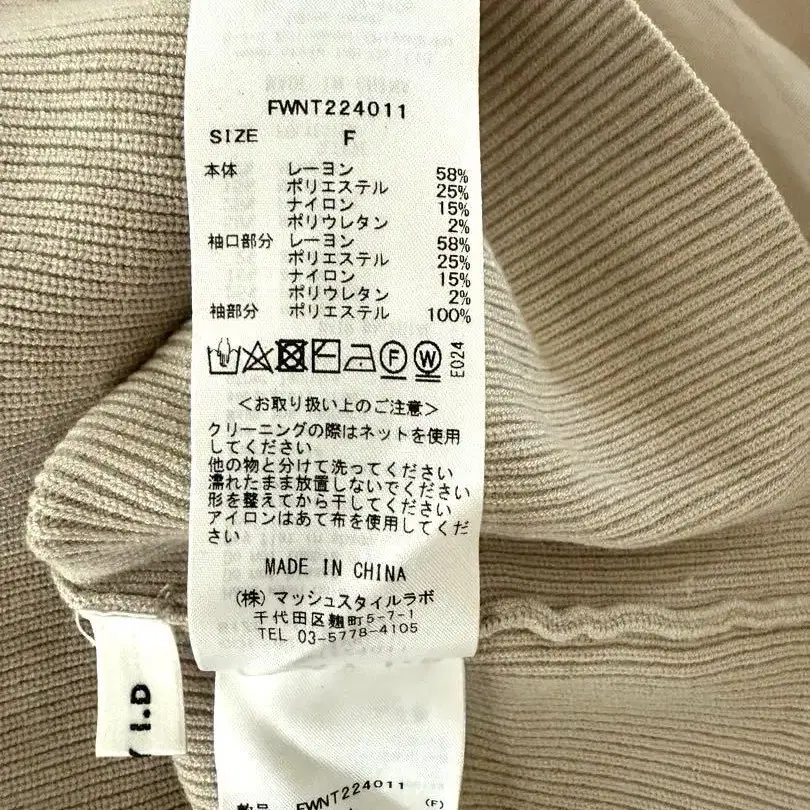 FWNT224011
SIZE F
本体 レーヨン 58%
ポリエステル 25%
ナイロン 15%
ポリウレタン 2%
袖口部分 レーヨン 58%
ポリエステル 25%
ナイロン 15%
ポリウレタン 2%
袖部分 ポリエステル 100%
F W E024
<お取り扱い上のご注意>
クリーニングの際はネットを使用
してください
他の物と分けて洗ってください
濡れたまま放置しないでください
形を整えてから干してください
アイロンはあて布を使用してくだ
さい
MADE IN CHINA
(株) マッシュスタイルラボ
千代田区麹町5-7-1
TEL 03-5778-4105
I.D
FWNT224011 (F)